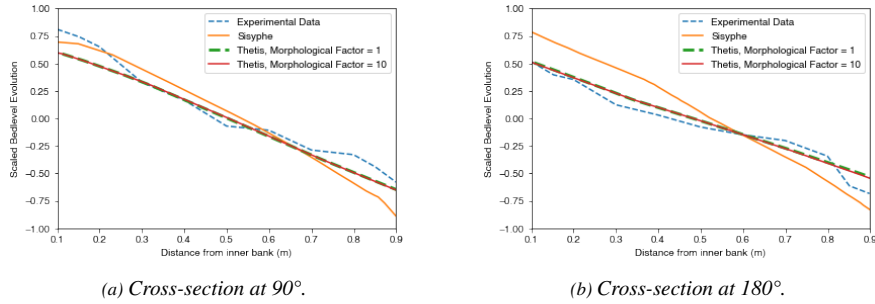 1.00
0.75
0.50
0.25
0.00
−0.25
−0.50
−0.75
−1.00
Scaled Bedlevel Evolution
Experimental Data
Sisyphe
Thetis, Morphological Factor = 1
Thetis, Morphological Factor = 10
0.1 0.2 0.3 0.4 0.5 0.6 0.7 0.8 0.9
Distance from inner bank (m)
(a) Cross-section at 90°.
1.00
0.75
0.50
0.25
0.00
−0.25
−0.50
−0.75
−1.00
Scaled Bedlevel Evolution
Experimental Data
Sisyphe
Thetis, Morphological Factor = 1
Thetis, Morphological Factor = 10
0.1 0.2 0.3 0.4 0.5 0.6 0.7 0.8 0.9
Distance from inner bank (m)
(b) Cross-section at 180°.